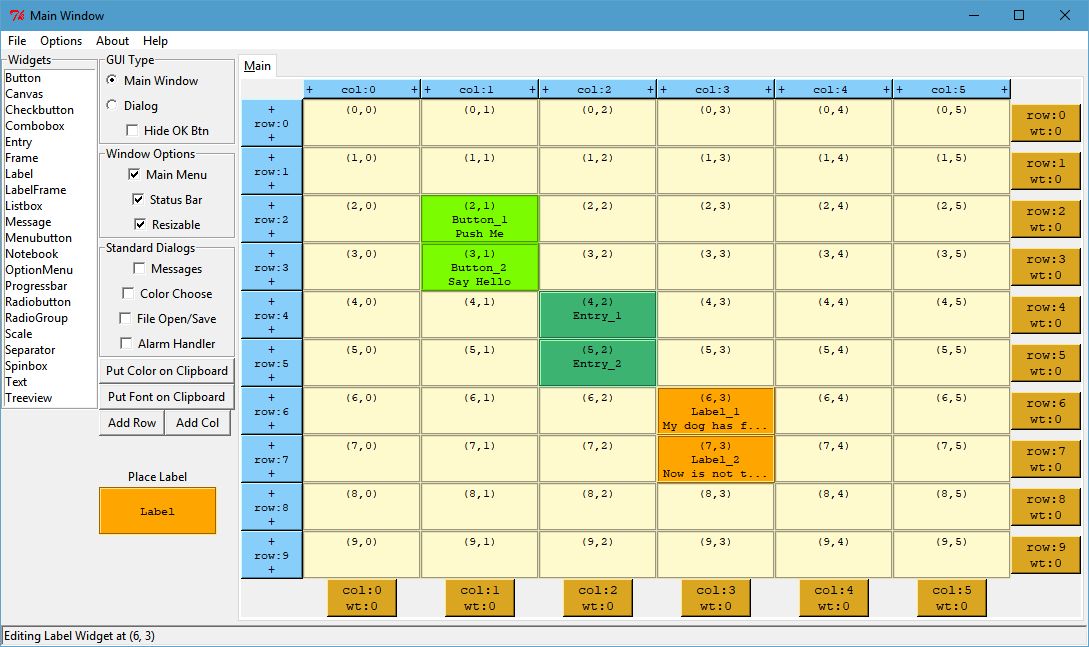 Main Window
File Options About Help
Widgets
Button
Canvas
Checkbutton
Combobox
Entry
Frame
Label
LabelFrame
Listbox
Message
Menubutton
Notebook
OptionMenu
Progressbar
Radiobutton
RadioGroup
Scale
Separator
Spinbox
Text
Treeview
GUI Type
Main Window
Dialog
Hide OK Btn
Window Options
Main Menu
Status Bar
Resizable
Standard Dialogs
Messages
Color Choose
File Open/Save
Alarm Handler
Put Color on Clipboard
Put Font on Clipboard
Add Row Add Col
Place Label
Label
Main
+ col:0 + + col:1 + + col:2 + + col:3 + + col:4 + + col:5 +
+
row:0
+
(0,0) (0,1) (0,2) (0,3) (0,4) (0,5)
row:0
wt:0
+
row:1
+
(1,0) (1,1) (1,2) (1,3) (1,4) (1,5)
row:1
wt:0
+
row:2
+
(2,0) (2,1) (2,2) (2,3) (2,4) (2,5)
Button_1
Push Me
row:2
wt:0
+
row:3
+
(3,0) (3,1) (3,2) (3,3) (3,4) (3,5)
Button_2
Say Hello
row:3
wt:0
+
row:4
+
(4,0) (4,1) (4,2) (4,3) (4,4) (4,5)
Entry_1
row:4
wt:0
+
row:5
+
(5,0) (5,1) (5,2) (5,3) (5,4) (5,5)
Entry_2
row:5
wt:0
+
row:6
+
(6,0) (6,1) (6,2) (6,3) (6,4) (6,5)
Label_1
My dog has f...
row:6
wt:0
+
row:7
+
(7,0) (7,1) (7,2) (7,3) (7,4) (7,5)
Label_2
Now is not t...
row:7
wt:0
+
row:8
+
(8,0) (8,1) (8,2) (8,3) (8,4) (8,5)
row:8
wt:0
+
row:9
+
(9,0) (9,1) (9,2) (9,3) (9,4) (9,5)
row:9
wt:0
col:0 col:1 col:2 col:3 col:4 col:5
wt:0 wt:0 wt:0 wt:0 wt:0 wt:0
Editing Label Widget at (6, 3)